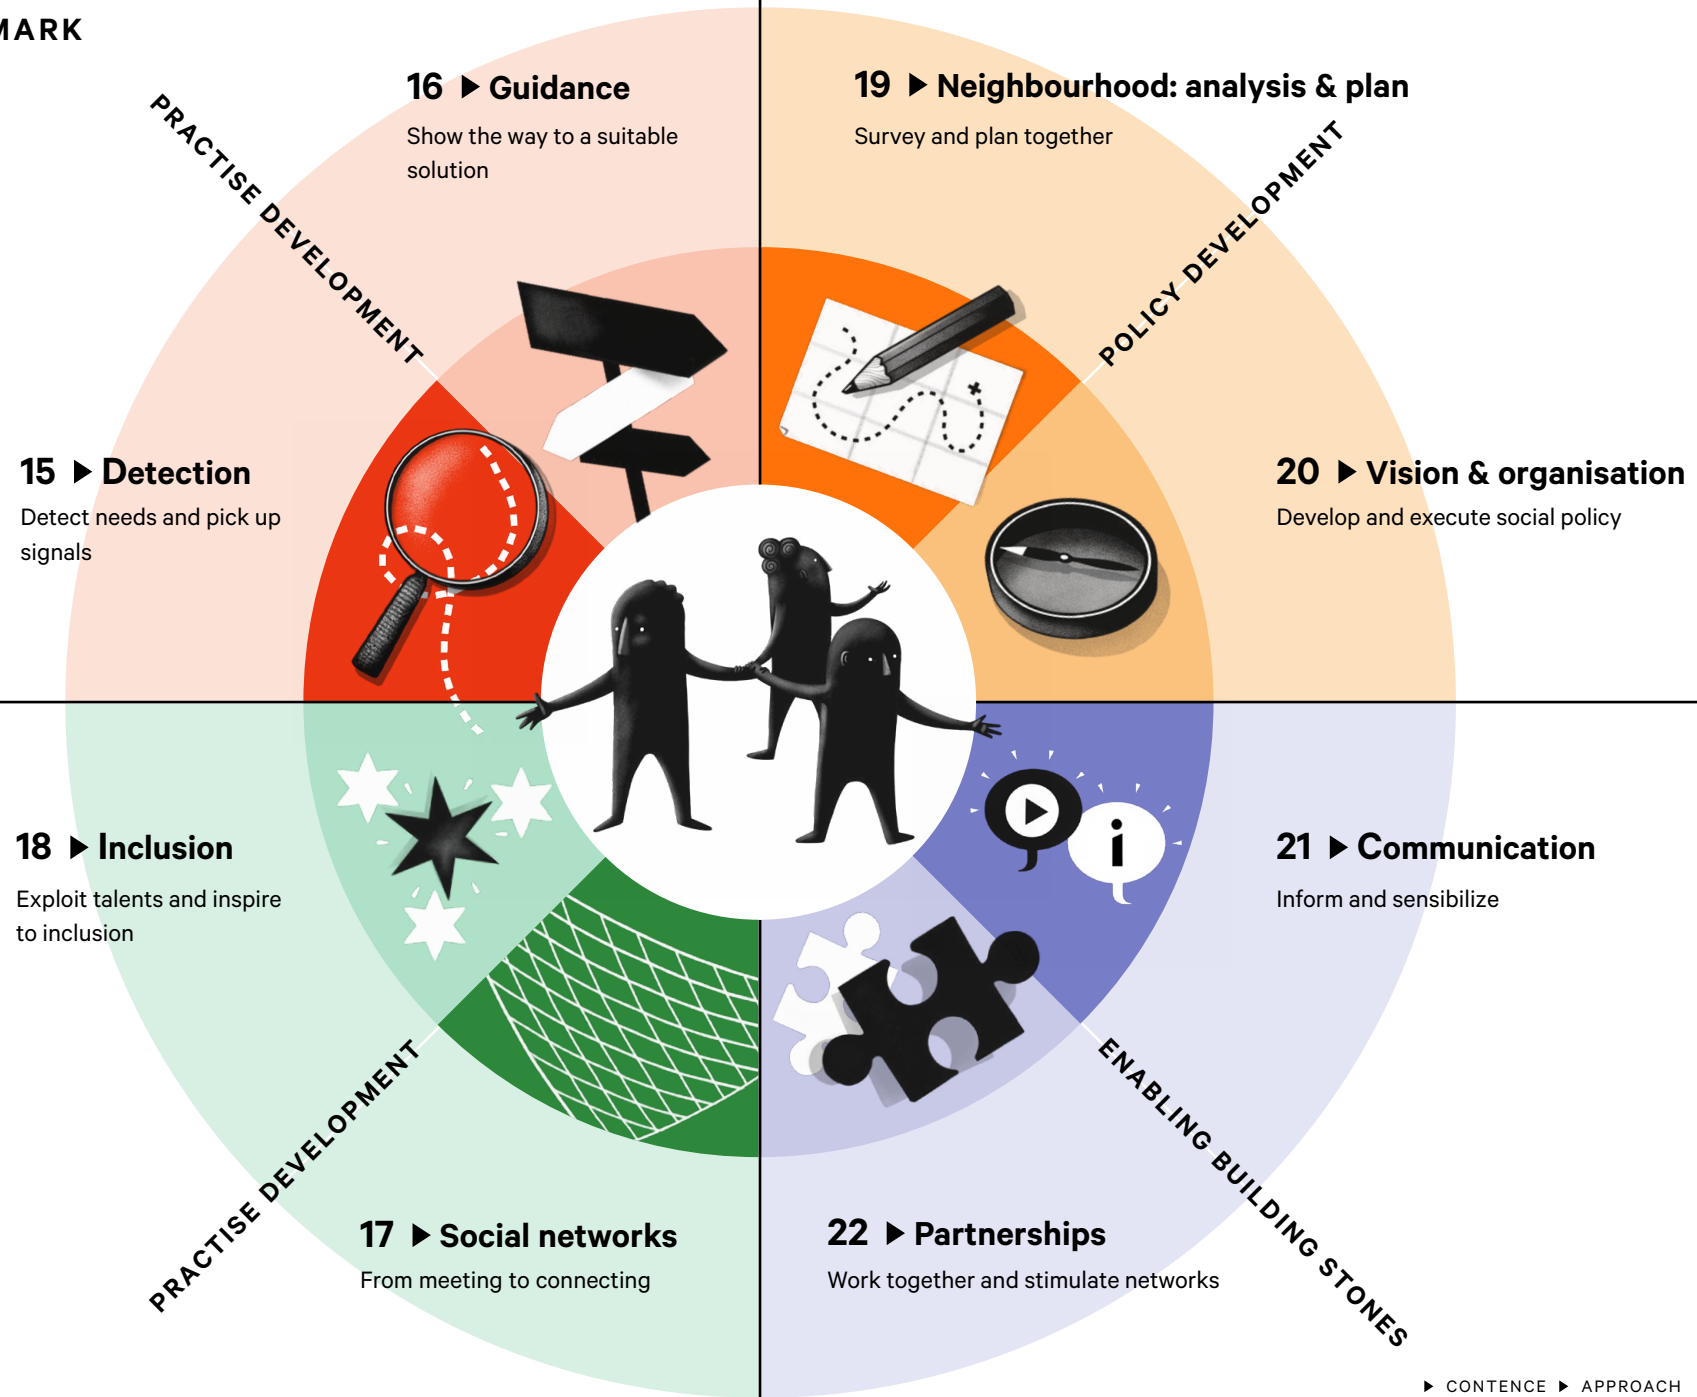 MARK
PRACTISE DEVELOPMENT
16 ▶ Guidance
Show the way to a suitable
solution
19 ▶ Neighbourhood: analysis & plan
Survey and plan together
POLICY DEVELOPMENT
15 ▶ Detection
Detect needs and pick up
signals
20 ▶ Vision & organisation
Develop and execute social policy
18 ▶ Inclusion
Exploit talents and inspire
to inclusion
i
21 ▶ Communication
Inform and sensibilize
PRACTISE DEVELOPMENT
17 ▶ Social networks
From meeting to connecting
22 ▶ Partnerships
Work together and stimulate networks
ENABLING BUILDING STONES
▶ CONTENCE ▶ APPROACH